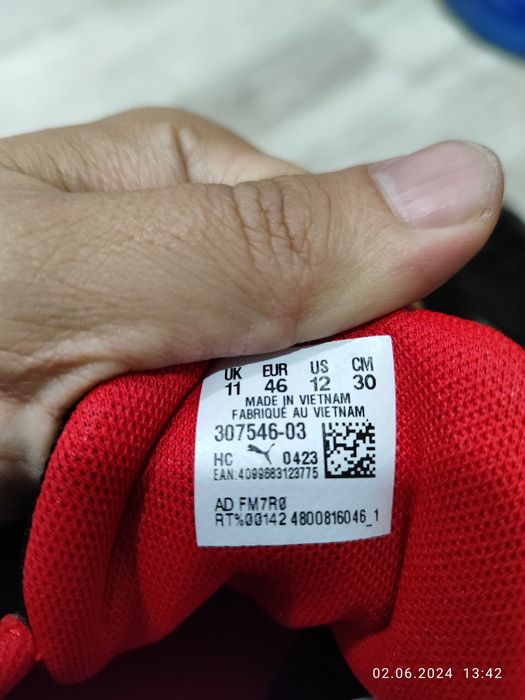 UK EUR US CM
11 46 12 30
MADE IN VIETNAM
FABRIQUÉ AU VIETNAM
307546-03
HC 0423
EAN:4099683123775
AD FM7R0
RT%00142 4800816046_1
02.06.2024 13:42